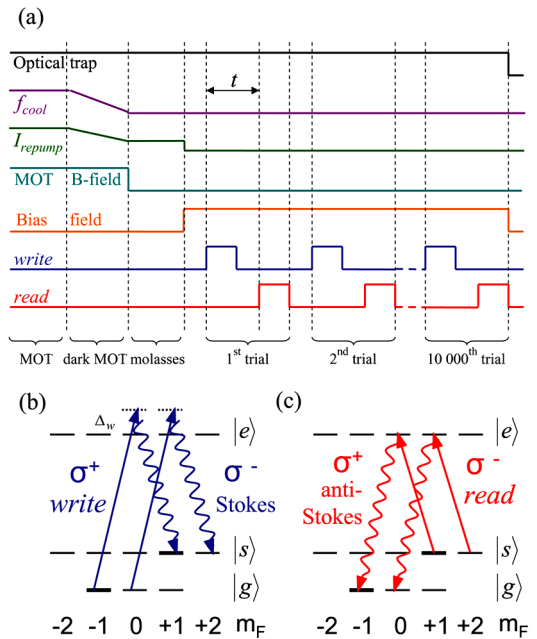 (a)
Optical trap
t
f_cool
I_repump
MOT B-field
Bias field
write
read
MOT dark MOT molasses 1st trial 2nd trial 10 000th trial
(b) (c)
Δw |e⟩ |e⟩
σ+ σ - σ+ σ -
write Stokes anti- read
Stokes
|s⟩ |s⟩
|g⟩ |g⟩
-2 -1 0 +1 +2 mF -2 -1 0 +1 +2 mF